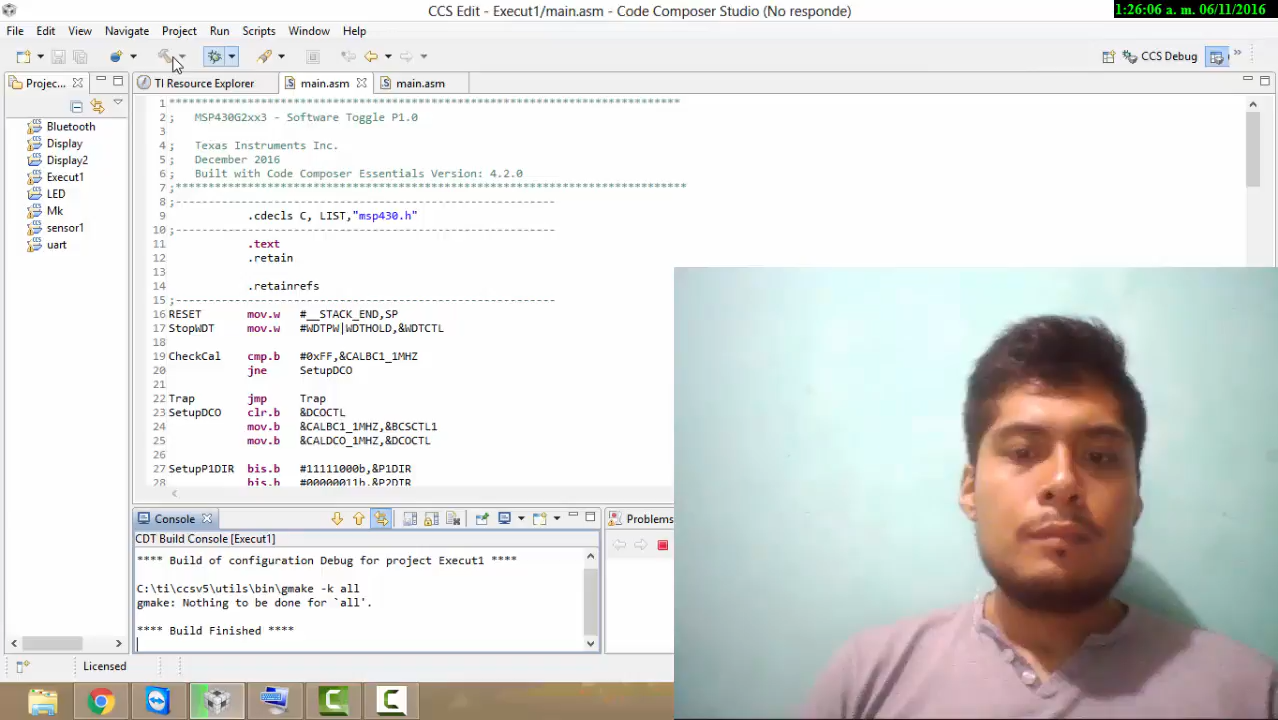 CCS Edit - Execut1/main.asm - Code Composer Studio (No responde)
1:26:06 a. m. 06/11/2016
File Edit View Navigate Project Run Scripts Window Help
CCS Debug
Projec...
TI Resource Explorer
main.asm
main.asm
Bluetooth
Display
Display2
Execut1
LED
Mk
sensor1
uart
1 ******************************************************************************
2 ; MSP430G2xx3 - Software Toggle P1.0
3 ;
4 ; Texas Instruments Inc.
5 ; December 2016
6 ; Built with Code Composer Essentials Version: 4.2.0
7 ;******************************************************************************
8 ;-------------------------------------------------------------------------------
9 .cdecls C, LIST,"msp430.h"
10 ;-------------------------------------------------------------------------------
11 .text
12 .retain
13
14 .retainrefs
15 ;-------------------------------------------------------------------------------
16 RESET mov.w #__STACK_END,SP
17 StopWDT mov.w #WDTPW|WDTHOLD,&WDTCTL
18
19 CheckCal cmp.b #0xFF,&CALBC1_1MHZ
20 jne SetupDCO
21
22 Trap jmp Trap
23 SetupDCO clr.b &DCOCTL
24 mov.b &CALBC1_1MHZ,&BCSCTL1
25 mov.b &CALDCO_1MHZ,&DCOCTL
26
27 SetupP1DIR bis.b #11111000b,&P1DIR
28 bis.b #00000011b,&P2DIR
Console
Problems
CDT Build Console [Execut1]
**** Build of configuration Debug for project Execut1 ****
C:\ti\ccsv5\utils\bin\gmake -k all
gmake: Nothing to be done for `all'.
**** Build Finished ****
Licensed